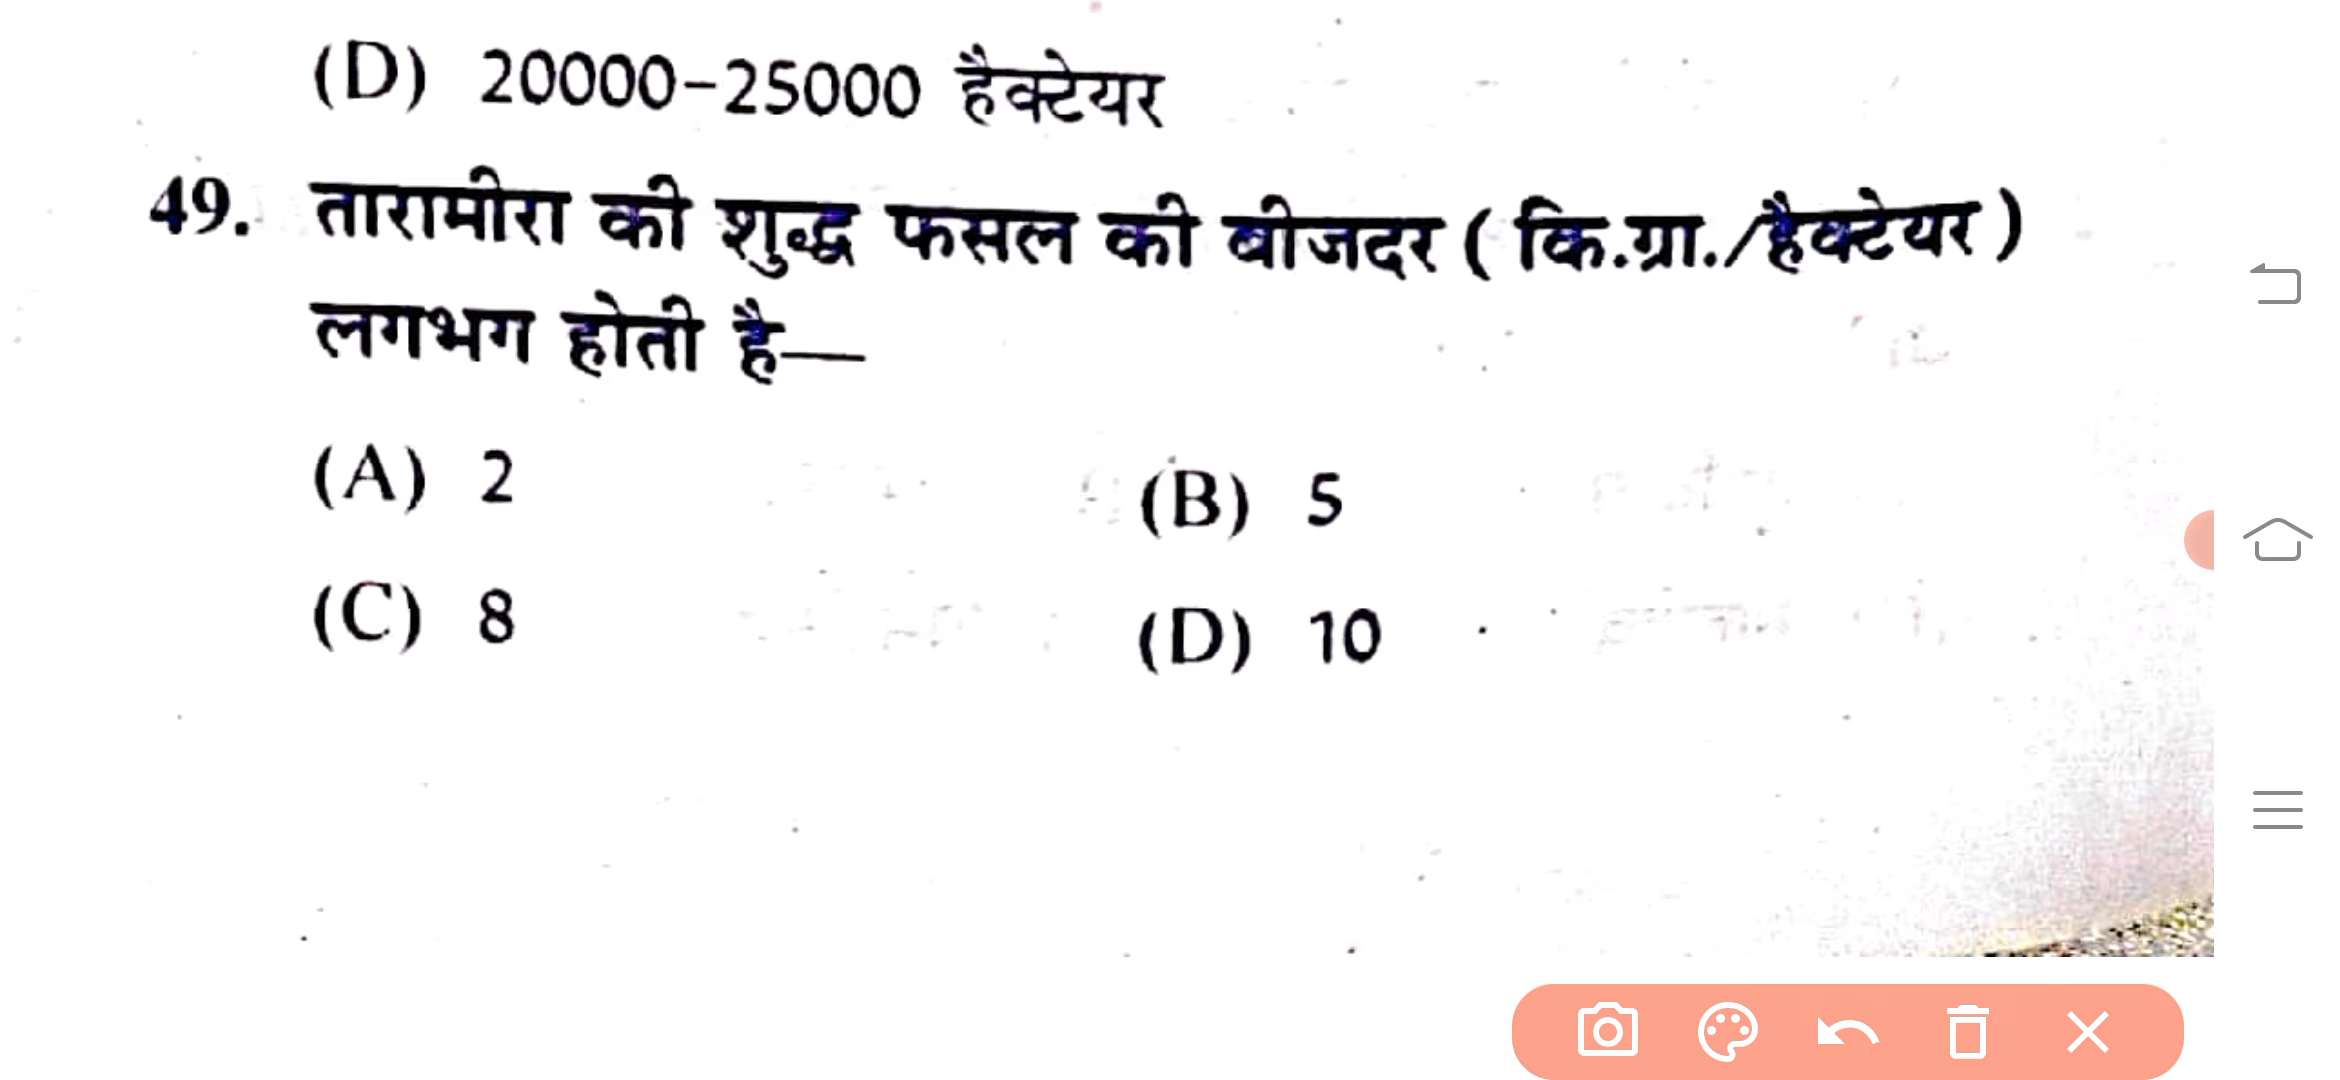 (D) 20000-25000 हैक्टेयर
49. तारामीरा की शुद्ध फसल की बीजदर ( कि.ग्रा./हैक्टेयर )
लगभग होती है—
(A) 2 (B) 5
(C) 8 (D) 10